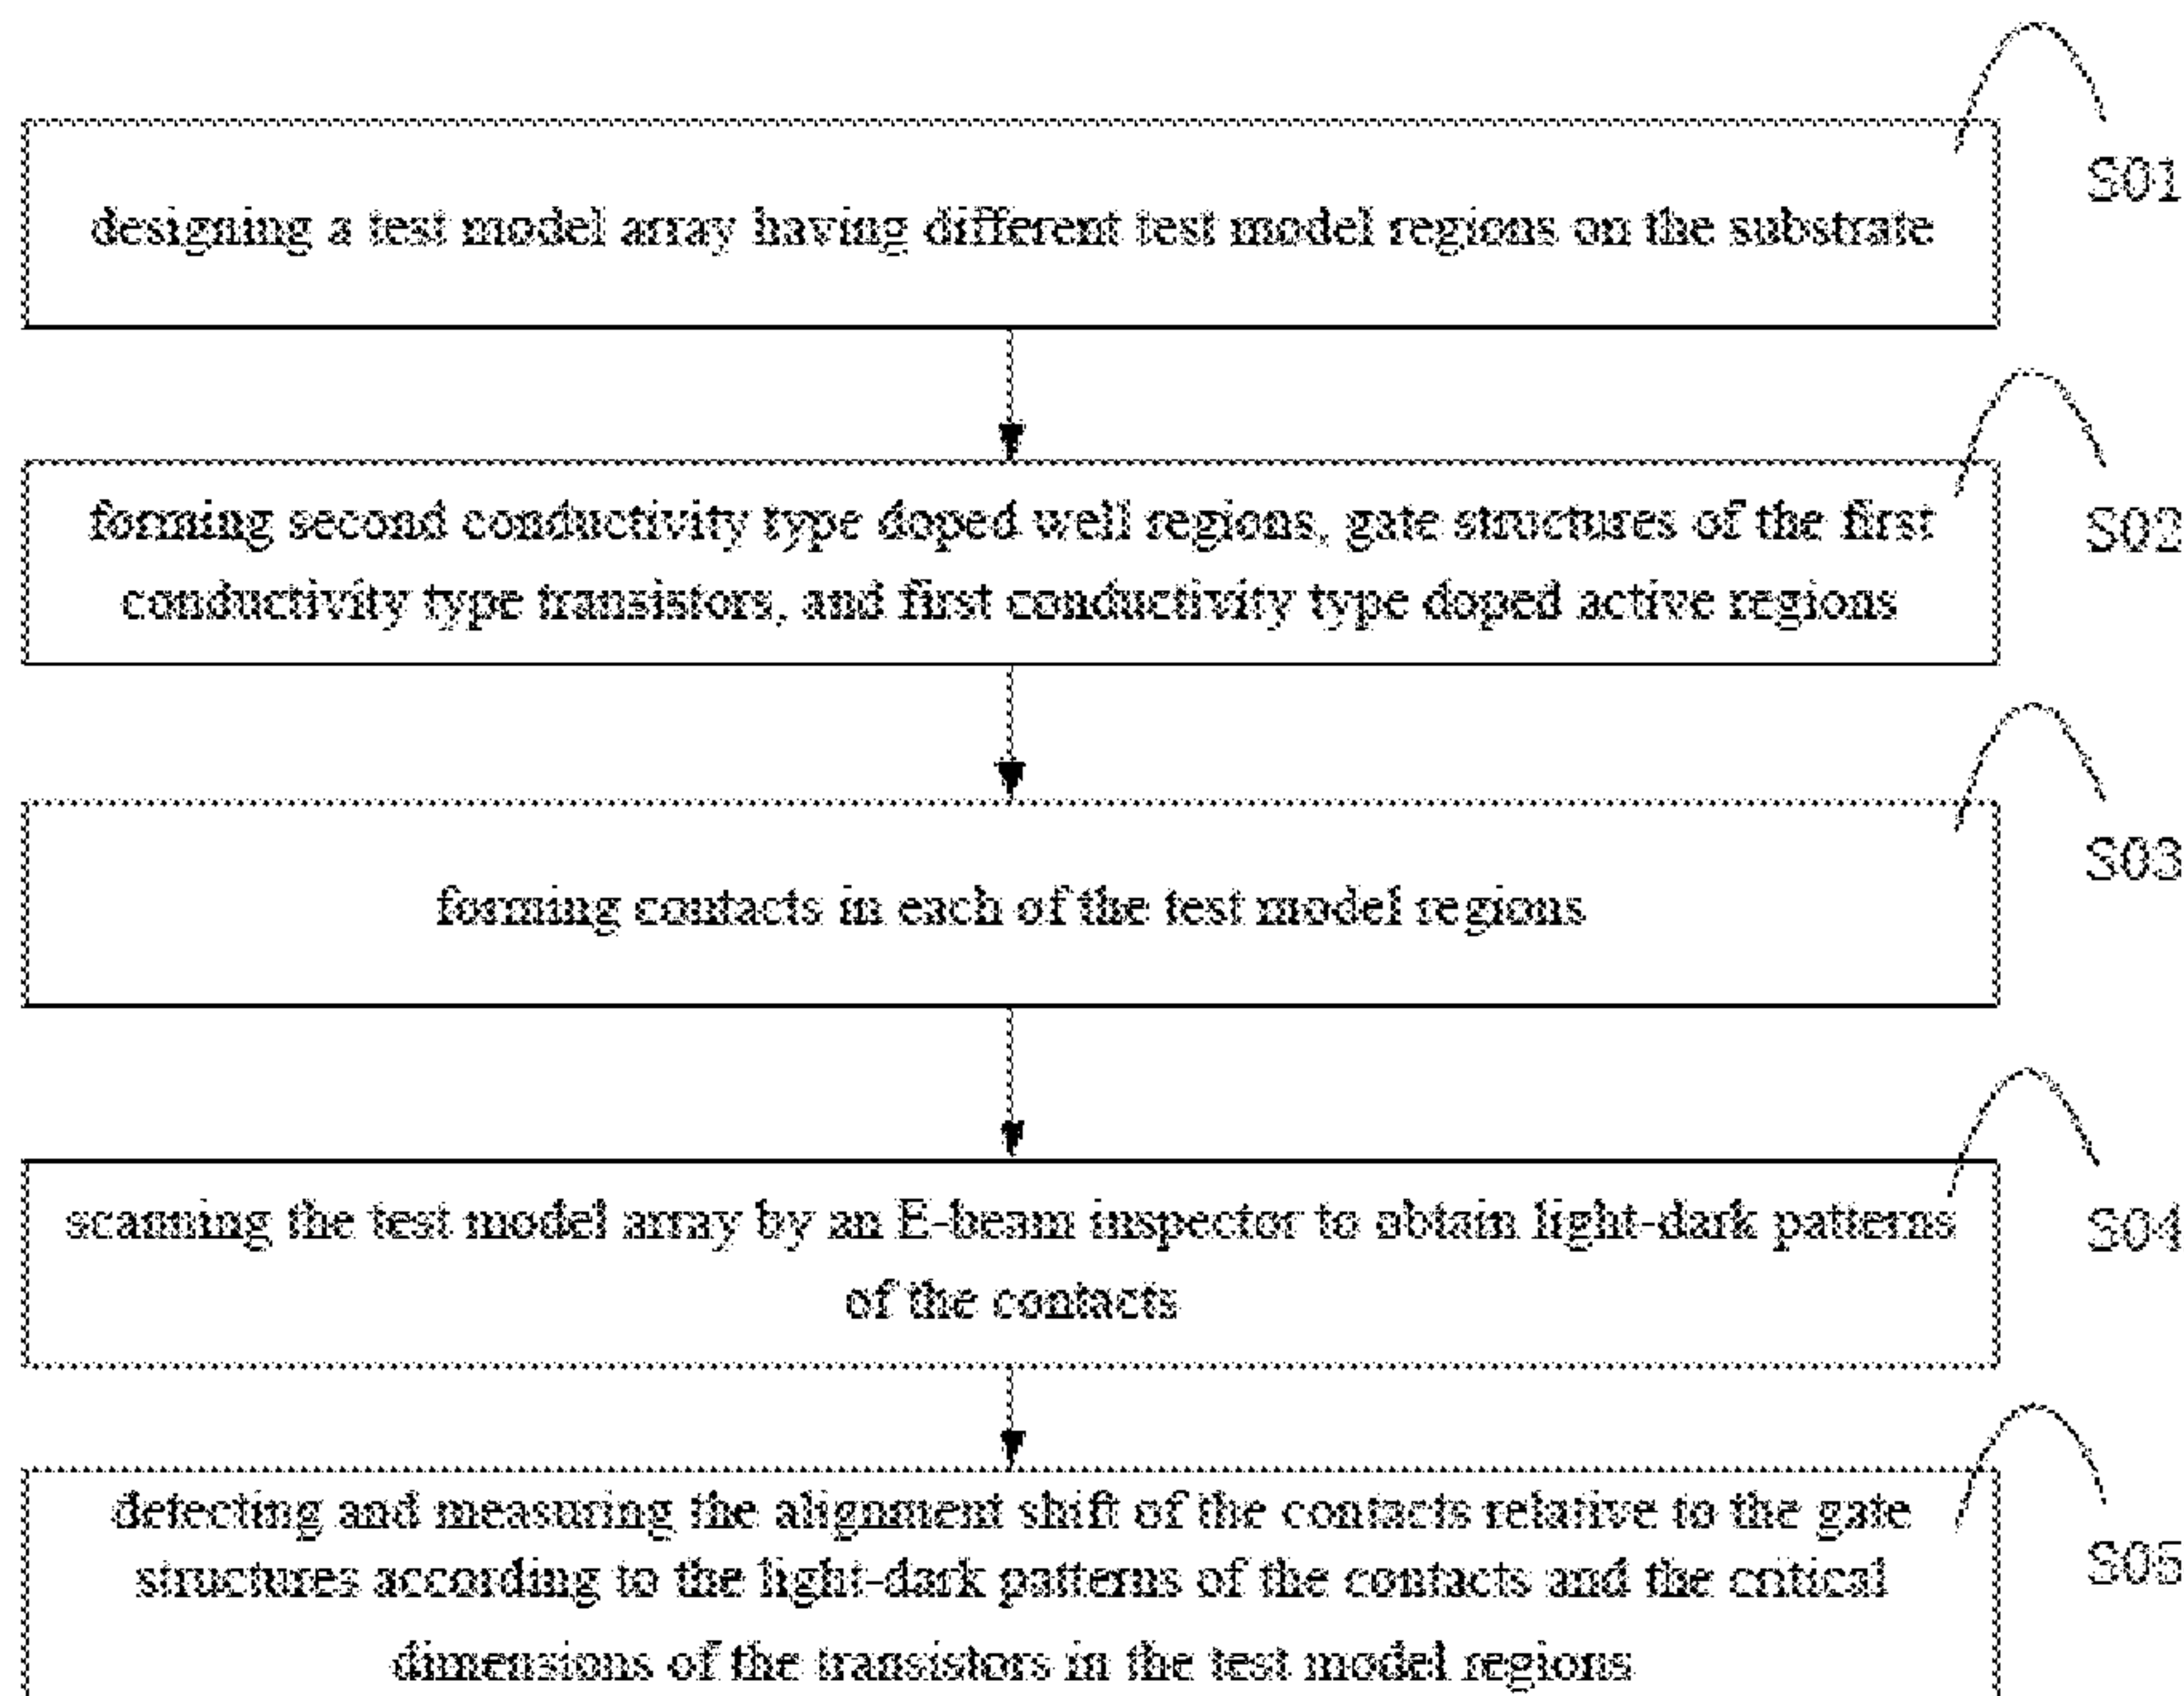 S01
designing a test model array having different test model regions on the substrate
S02
forming second conductivity type doped well regions, gate structures of the first
conductivity type transistors, and first conductivity type doped active regions
S03
forming contacts in each of the test model regions
S04
scanning the test model array by an E-beam inspector to obtain light-dark patterns
of the contacts
S05
detecting and measuring the alignment shift of the contacts relative to the gate
structures according to the light-dark patterns of the contacts and the critical
dimensions of the transistors in the test model regions